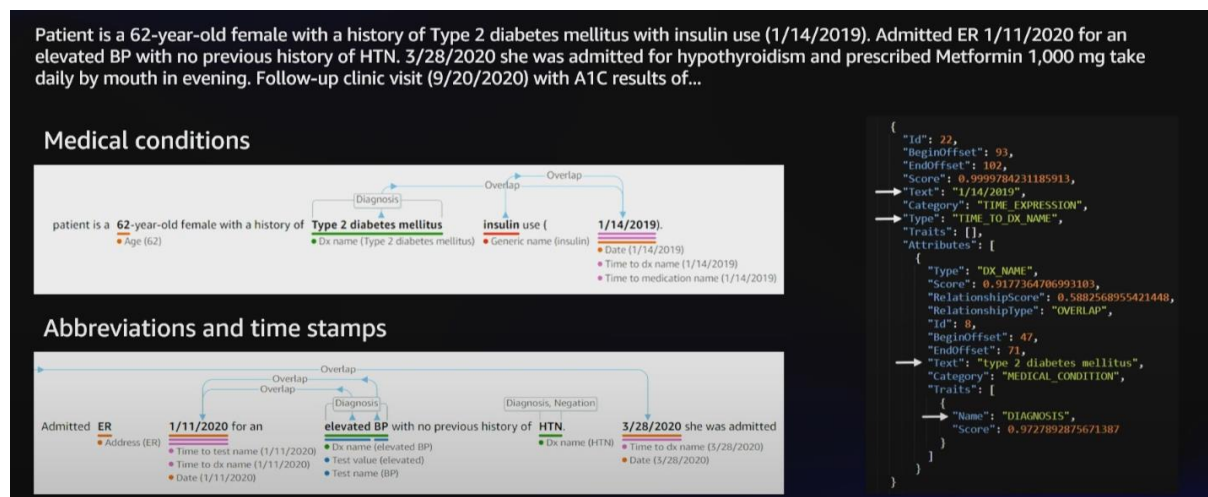 Patient is a 62-year-old female with a history of Type 2 diabetes mellitus with insulin use (1/14/2019). Admitted ER 1/11/2020 for an
elevated BP with no previous history of HTN. 3/28/2020 she was admitted for hypothyroidism and prescribed Metformin 1,000 mg take
daily by mouth in evening. Follow-up clinic visit (9/20/2020) with A1C results of...
Medical conditions
Overlap
Overlap
Diagnosis
patient is a 62-year-old female with a history of Type 2 diabetes mellitus insulin use ( 1/14/2019).
• Age (62) • Dx name (Type 2 diabetes mellitus) • Generic name (insulin) • Date (1/14/2019)
• Time to dx name (1/14/2019)
• Time to medication name (1/14/2019)
Abbreviations and time stamps
Overlap
Overlap
Overlap
Diagnosis Diagnosis, Negation
Admitted ER 1/11/2020 for an elevated BP with no previous history of HTN. 3/28/2020 she was admitted
• Address (ER) • Time to test name (1/11/2020) • Dx name (elevated BP) • Dx name (HTN) • Time to dx name (3/28/2020)
• Time to dx name (1/11/2020) • Test value (elevated) • Date (3/28/2020)
• Date (1/11/2020) • Test name (BP)
{
"Id": 22,
"BeginOffset": 93,
"EndOffset": 102,
"Score": 0.9999784231185913,
"Text": "1/14/2019",
"Category": "TIME_EXPRESSION",
"Type": "TIME_TO_DX_NAME",
"Traits": [],
"Attributes": [
{
"Type": "DX_NAME",
"Score": 0.9177364706993103,
"RelationshipScore": 0.5882568955421448,
"RelationshipType": "OVERLAP",
"Id": 8,
"BeginOffset": 47,
"EndOffset": 71,
"Text": "type 2 diabetes mellitus",
"Category": "MEDICAL_CONDITION",
"Traits": [
{
"Name": "DIAGNOSIS",
"Score": 0.9727892875671387
}
]
}
}